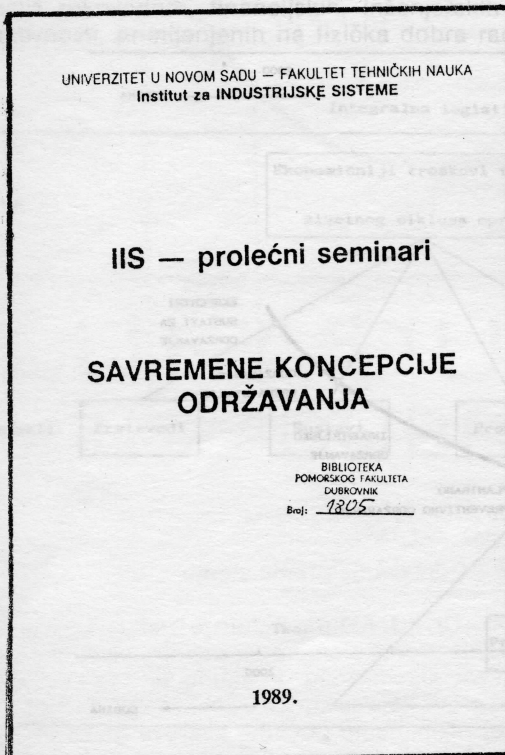 UNIVERZITET U NOVOM SADU — FAKULTET TEHNIČKIH NAUKA
Institut za INDUSTRIJSKE SISTEME
IIS — prolećni seminari
SAVREMENE KONCEPCIJE
ODRŽAVANJA
BIBLIOTEKA
POMORSKOG FAKULTETA
DUBROVNIK
Broj: 1805
1989.